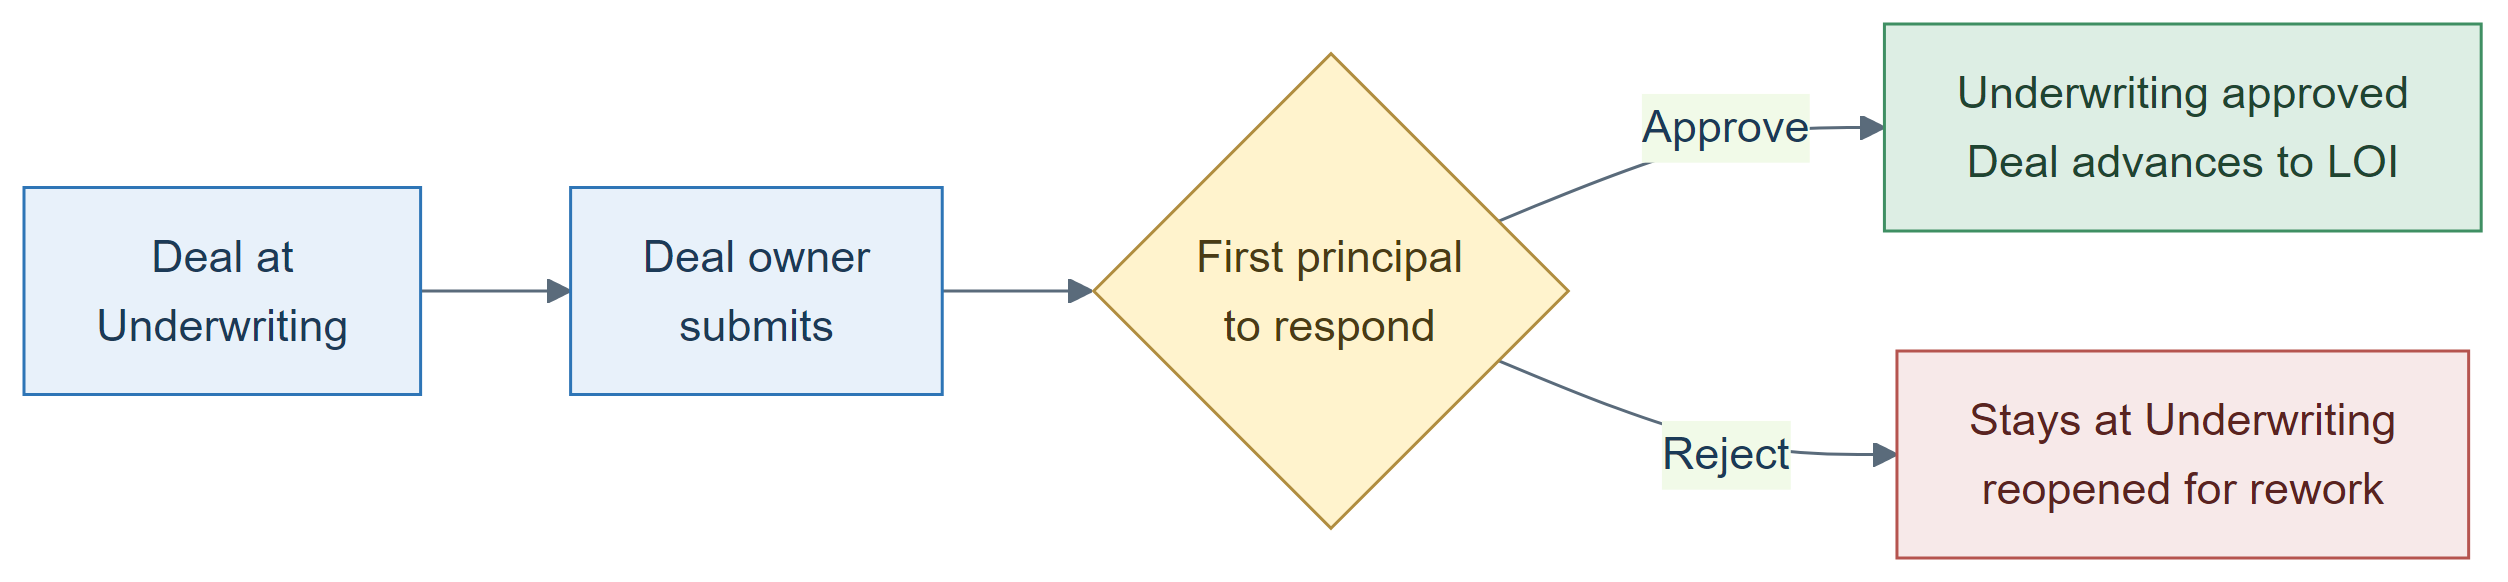 Deal at
Underwriting
Deal owner
submits
First principal
to respond
Approve
Underwriting approved
Deal advances to LOI
Reject
Stays at Underwriting
reopened for rework